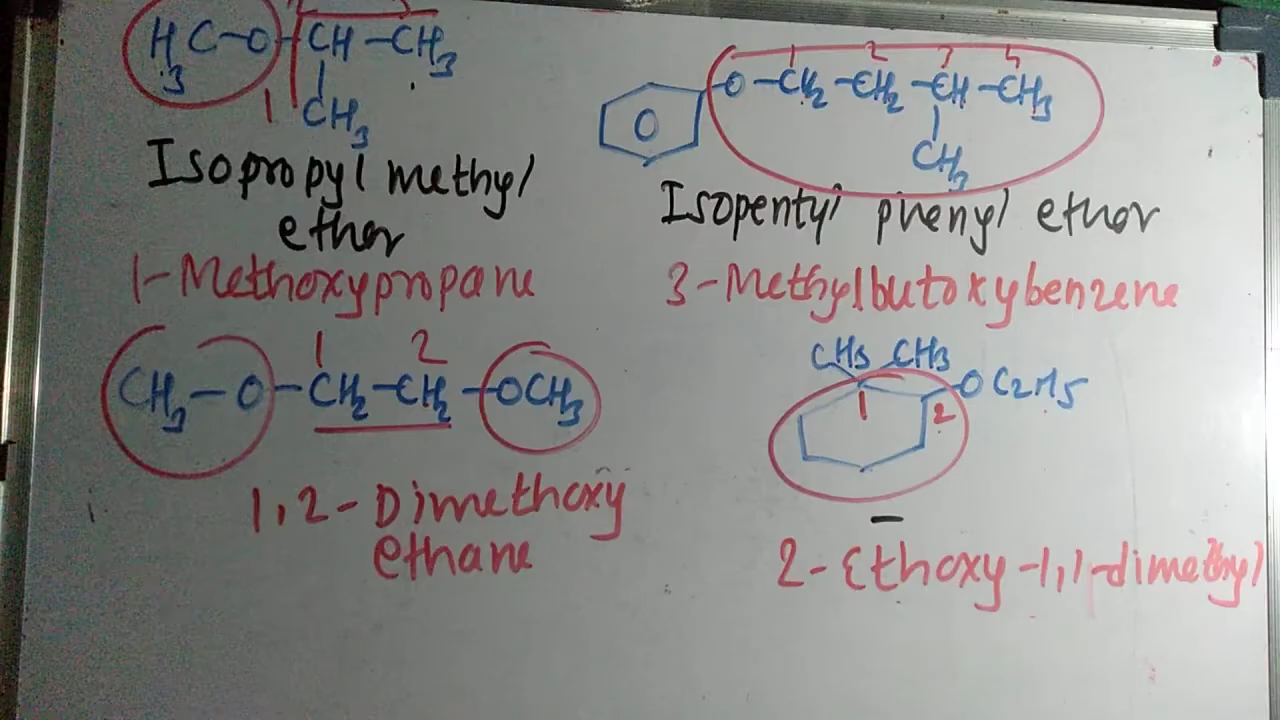 H3C-O-CH-CH3
1
CH3
Isopropyl methyl
ether
1-Methoxypropane
1 2 3 4
O-CH2-CH2-CH-CH3
CH3
Isopentyl phenyl ether
3-Methylbutoxybenzene
1 2
CH3-O-CH2-CH2-OCH3
1,2-Dimethoxy
ethane
CH3 CH3
OC2H5
1 2
2-Ethoxy-1,1-dimethyl